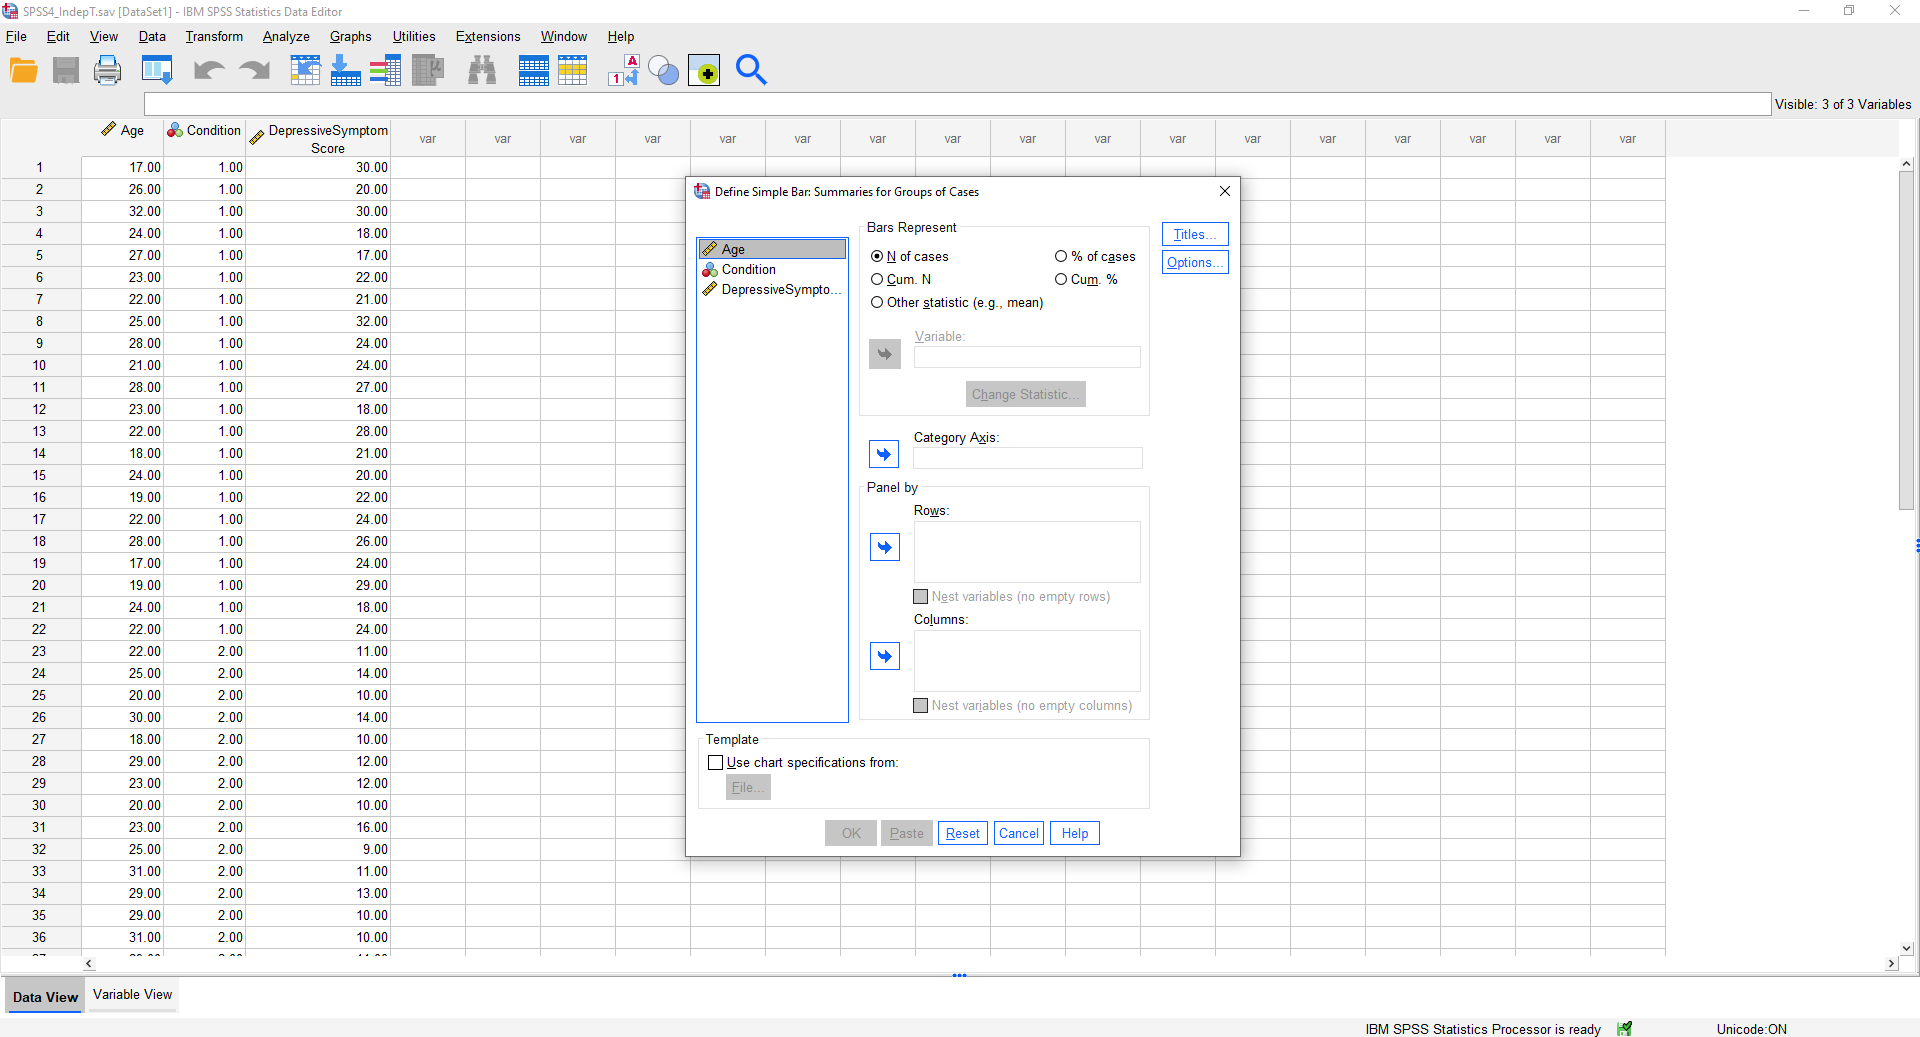 SPSS4_IndepT.sav [DataSet1] - IBM SPSS Statistics Data Editor
File Edit View Data Transform Analyze Graphs Utilities Extensions Window Help
Visible: 3 of 3 Variables
Age Condition DepressiveSymptom var var var var var var var var var var var var var var var var var
Score
1 17.00 1.00 30.00
2 26.00 1.00 20.00
3 32.00 1.00 30.00
4 24.00 1.00 18.00
5 27.00 1.00 17.00
6 23.00 1.00 22.00
7 22.00 1.00 21.00
8 25.00 1.00 32.00
9 28.00 1.00 24.00
10 21.00 1.00 24.00
11 28.00 1.00 27.00
12 23.00 1.00 18.00
13 22.00 1.00 28.00
14 18.00 1.00 21.00
15 24.00 1.00 20.00
16 19.00 1.00 22.00
17 22.00 1.00 24.00
18 28.00 1.00 26.00
19 17.00 1.00 24.00
20 19.00 1.00 29.00
21 24.00 1.00 18.00
22 22.00 1.00 24.00
23 22.00 2.00 11.00
24 25.00 2.00 14.00
25 20.00 2.00 10.00
26 30.00 2.00 14.00
27 18.00 2.00 10.00
28 29.00 2.00 12.00
29 23.00 2.00 12.00
30 20.00 2.00 10.00
31 23.00 2.00 16.00
32 25.00 2.00 9.00
33 31.00 2.00 11.00
34 29.00 2.00 13.00
35 29.00 2.00 10.00
36 31.00 2.00 10.00
Define Simple Bar: Summaries for Groups of Cases
Age
Condition
DepressiveSympto...
Bars Represent
N of cases % of cases
Cum. N Cum. %
Other statistic (e.g., mean)
Variable:
Change Statistic...
Titles...
Options...
Category Axis:
Panel by
Rows:
Nest variables (no empty rows)
Columns:
Nest variables (no empty columns)
Template
Use chart specifications from:
File...
OK Paste Reset Cancel Help
Data View Variable View
IBM SPSS Statistics Processor is ready Unicode:ON